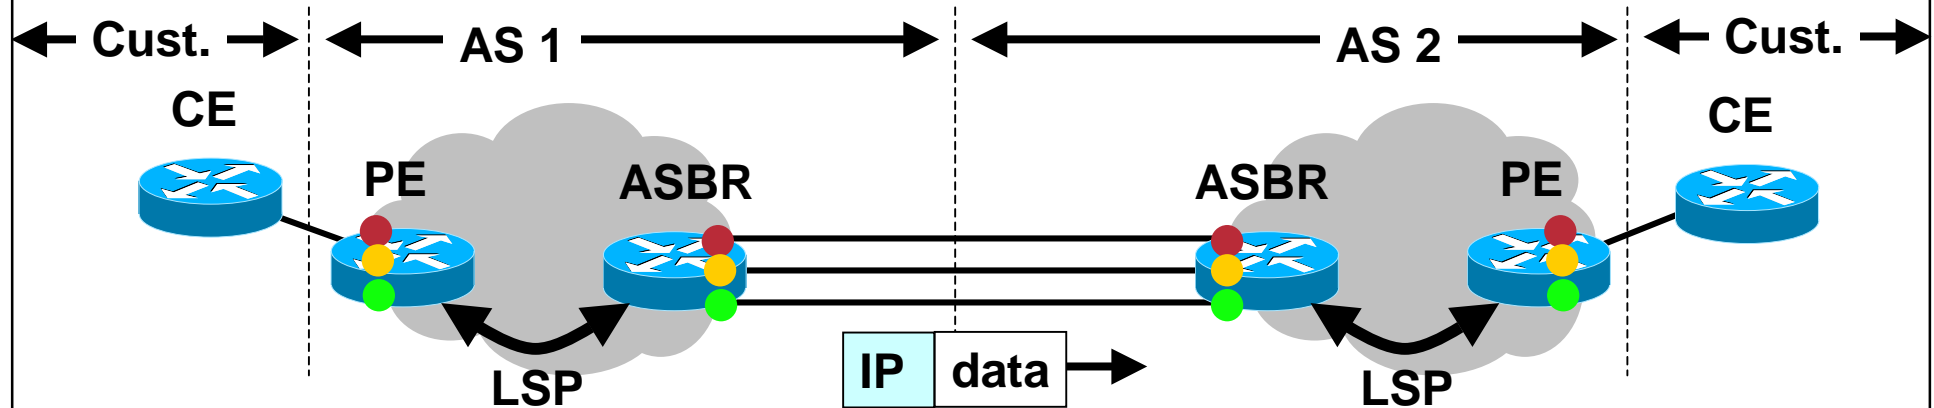 Cust. AS 1 AS 2 Cust.
CE CE
PE ASBR ASBR PE
IP data
LSP LSP